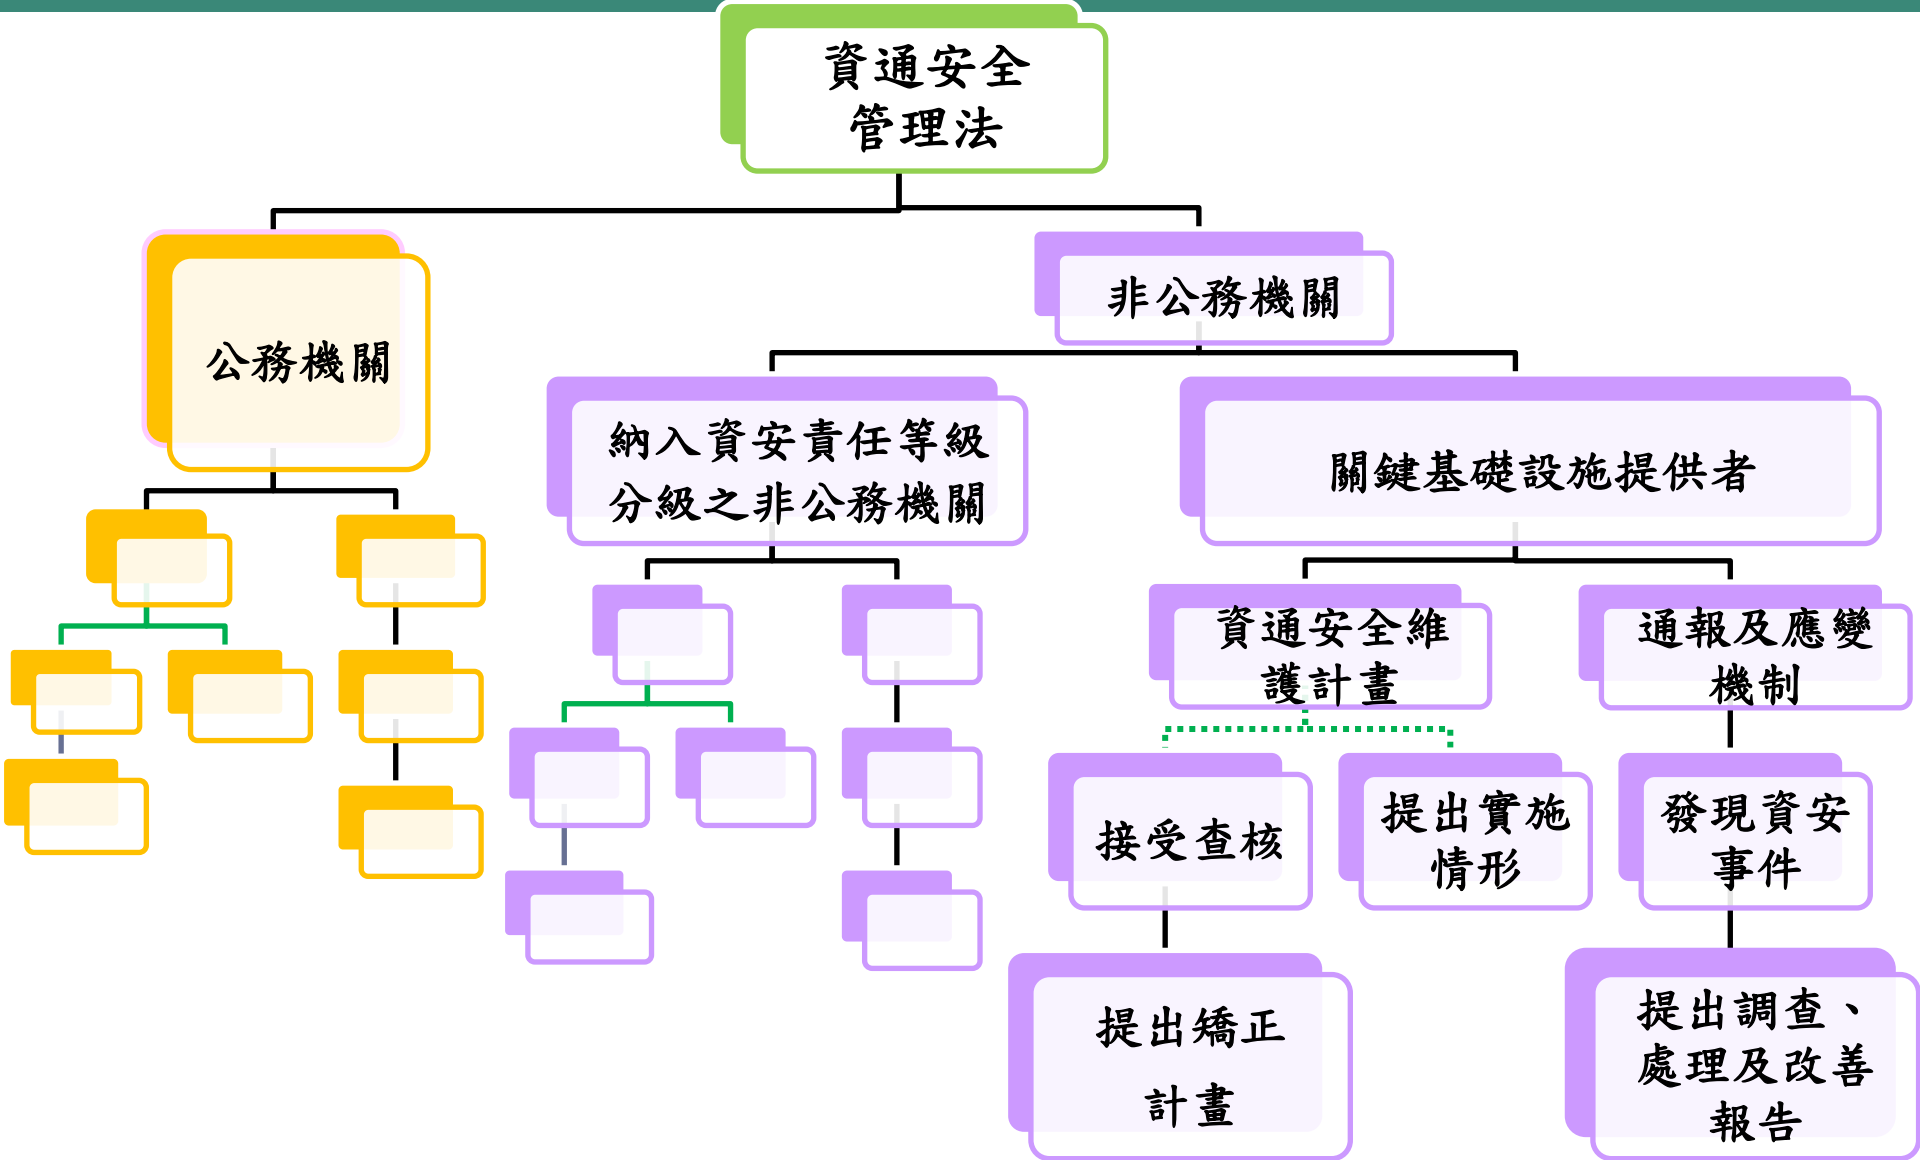 資通安全
管理法
公務機關
非公務機關
納入資安責任等級
分級之非公務機關
關鍵基礎設施提供者
資通安全維
護計畫
通報及應變
機制
接受查核
提出實施
情形
發現資安
事件
提出矯正
計畫
提出調查、
處理及改善
報告